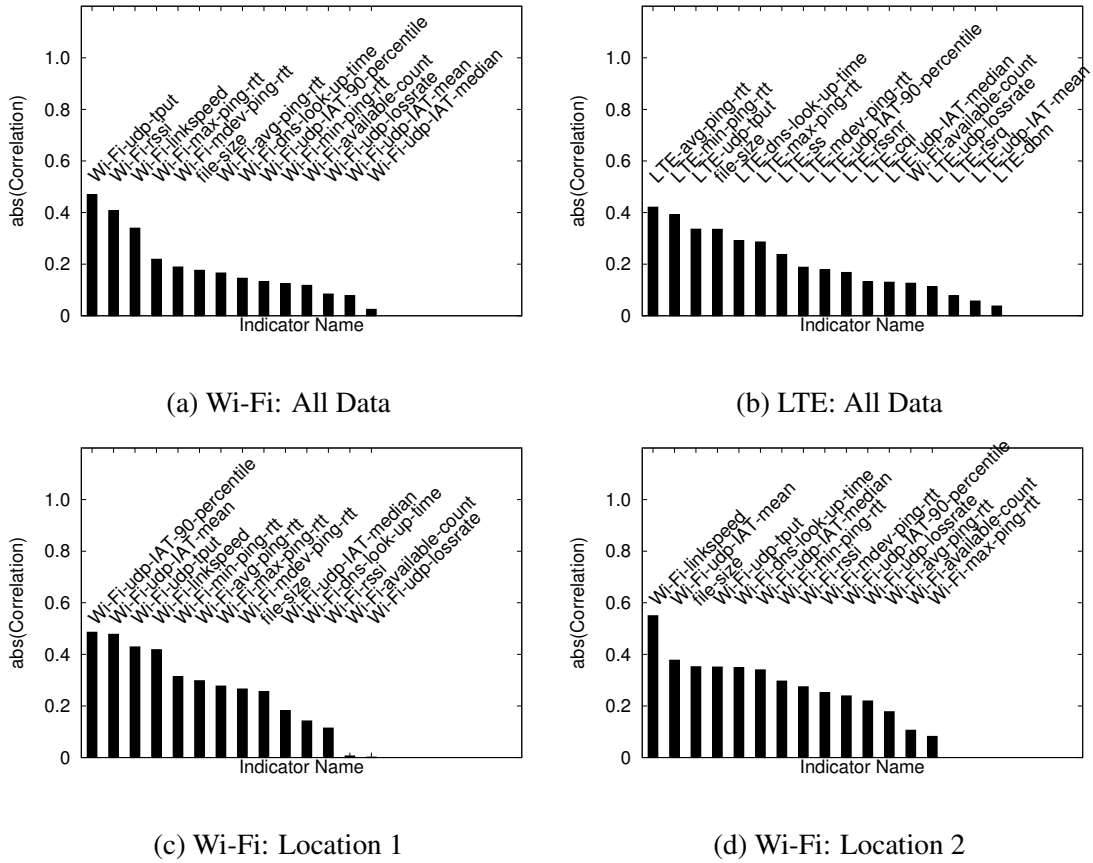 abs(Correlation)
1.0
0.8
0.6
0.4
0.2
0
Wi-Fi-udp-tput
Wi-Fi-rssi
Wi-Fi-linkspeed
Wi-Fi-max-ping-rtt
Wi-Fi-mdev-ping-rtt
file-size
Wi-Fi-avg-ping-rtt
Wi-Fi-dns-look-up-time
Wi-Fi-udp-IAT-90-percentile
Wi-Fi-min-ping-rtt
Wi-Fi-available-count
Wi-Fi-udp-lossrate
Wi-Fi-udp-IAT-mean
Wi-Fi-udp-IAT-median
Indicator Name
(a) Wi-Fi: All Data
abs(Correlation)
1.0
0.8
0.6
0.4
0.2
0
LTE-avg-ping-rtt
LTE-min-ping-rtt
LTE-udp-tput
file-size
LTE-dns-look-up-time
LTE-max-ping-rtt
LTE-ss
LTE-mdev-ping-rtt
LTE-udp-IAT-90-percentile
LTE-rssnr
LTE-cqi
LTE-udp-IAT-median
Wi-Fi-available-count
LTE-udp-lossrate
LTE-rsrq
LTE-udp-IAT-mean
LTE-dbm
Indicator Name
(b) LTE: All Data
abs(Correlation)
1.0
0.8
0.6
0.4
0.2
0
Wi-Fi-udp-IAT-90-percentile
Wi-Fi-udp-IAT-mean
Wi-Fi-udp-tput
Wi-Fi-linkspeed
Wi-Fi-min-ping-rtt
Wi-Fi-avg-ping-rtt
Wi-Fi-max-ping-rtt
Wi-Fi-mdev-ping-rtt
file-size
Wi-Fi-udp-IAT-median
Wi-Fi-dns-look-up-time
Wi-Fi-rssi
Wi-Fi-available-count
Wi-Fi-udp-lossrate
Indicator Name
(c) Wi-Fi: Location 1
abs(Correlation)
1.0
0.8
0.6
0.4
0.2
0
Wi-Fi-linkspeed
Wi-Fi-udp-IAT-mean
file-size
Wi-Fi-udp-tput
Wi-Fi-dns-look-up-time
Wi-Fi-udp-IAT-median
Wi-Fi-min-ping-rtt
Wi-Fi-rssi
Wi-Fi-mdev-ping-rtt
Wi-Fi-udp-IAT-90-percentile
Wi-Fi-udp-lossrate
Wi-Fi-avg-ping-rtt
Wi-Fi-available-count
Wi-Fi-max-ping-rtt
Indicator Name
(d) Wi-Fi: Location 2